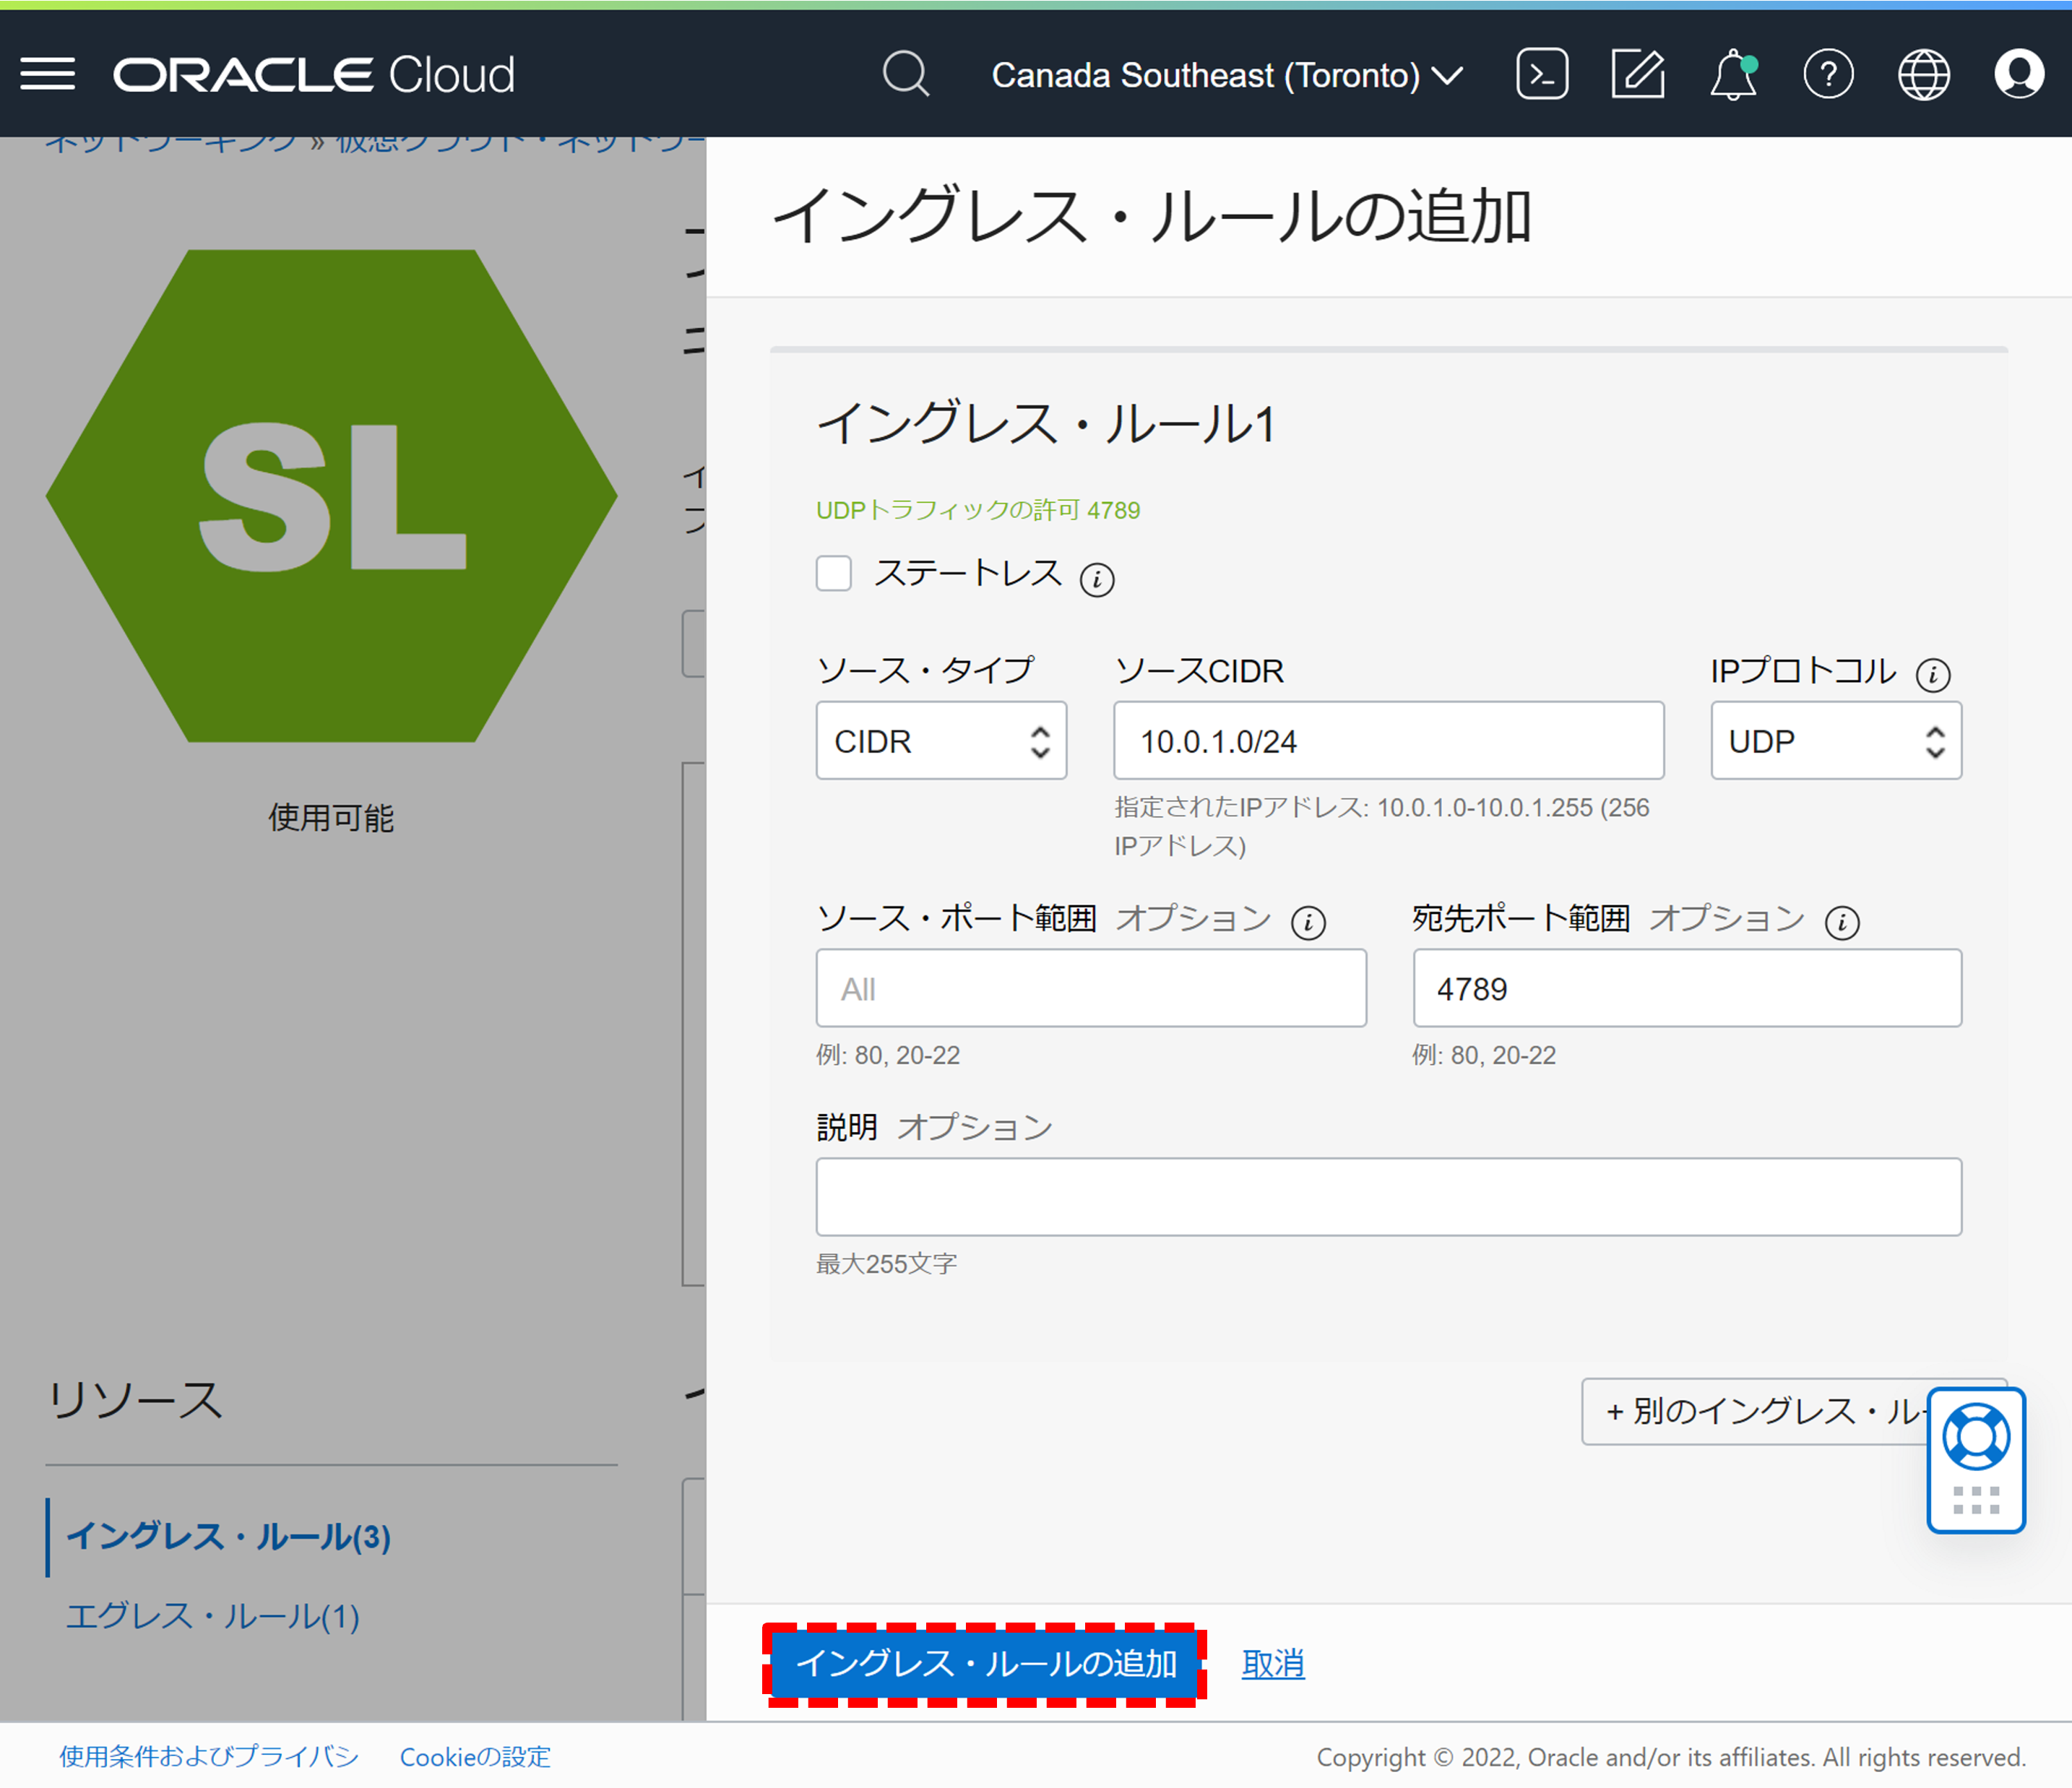 ORACLE Cloud
Canada Southeast (Toronto)
ネットワーキング » 仮想クラウド・ネットワー
SL
使用可能
リソース
イングレス・ルール(3)
エグレス・ルール(1)
イングレス・ルールの追加
イングレス・ルール1
UDPトラフィックの許可 4789
ステートレス
ソース・タイプ ソースCIDR IPプロトコル
CIDR 10.0.1.0/24 UDP
指定されたIPアドレス: 10.0.1.0-10.0.1.255 (256
IPアドレス)
ソース・ポート範囲 オプション 宛先ポート範囲 オプション
All 4789
例: 80, 20-22 例: 80, 20-22
説明 オプション
最大255文字
+ 別のイングレス・ルー
イングレス・ルールの追加 取消
使用条件およびプライバシ Cookieの設定 Copyright © 2022, Oracle and/or its affiliates. All rights reserved.